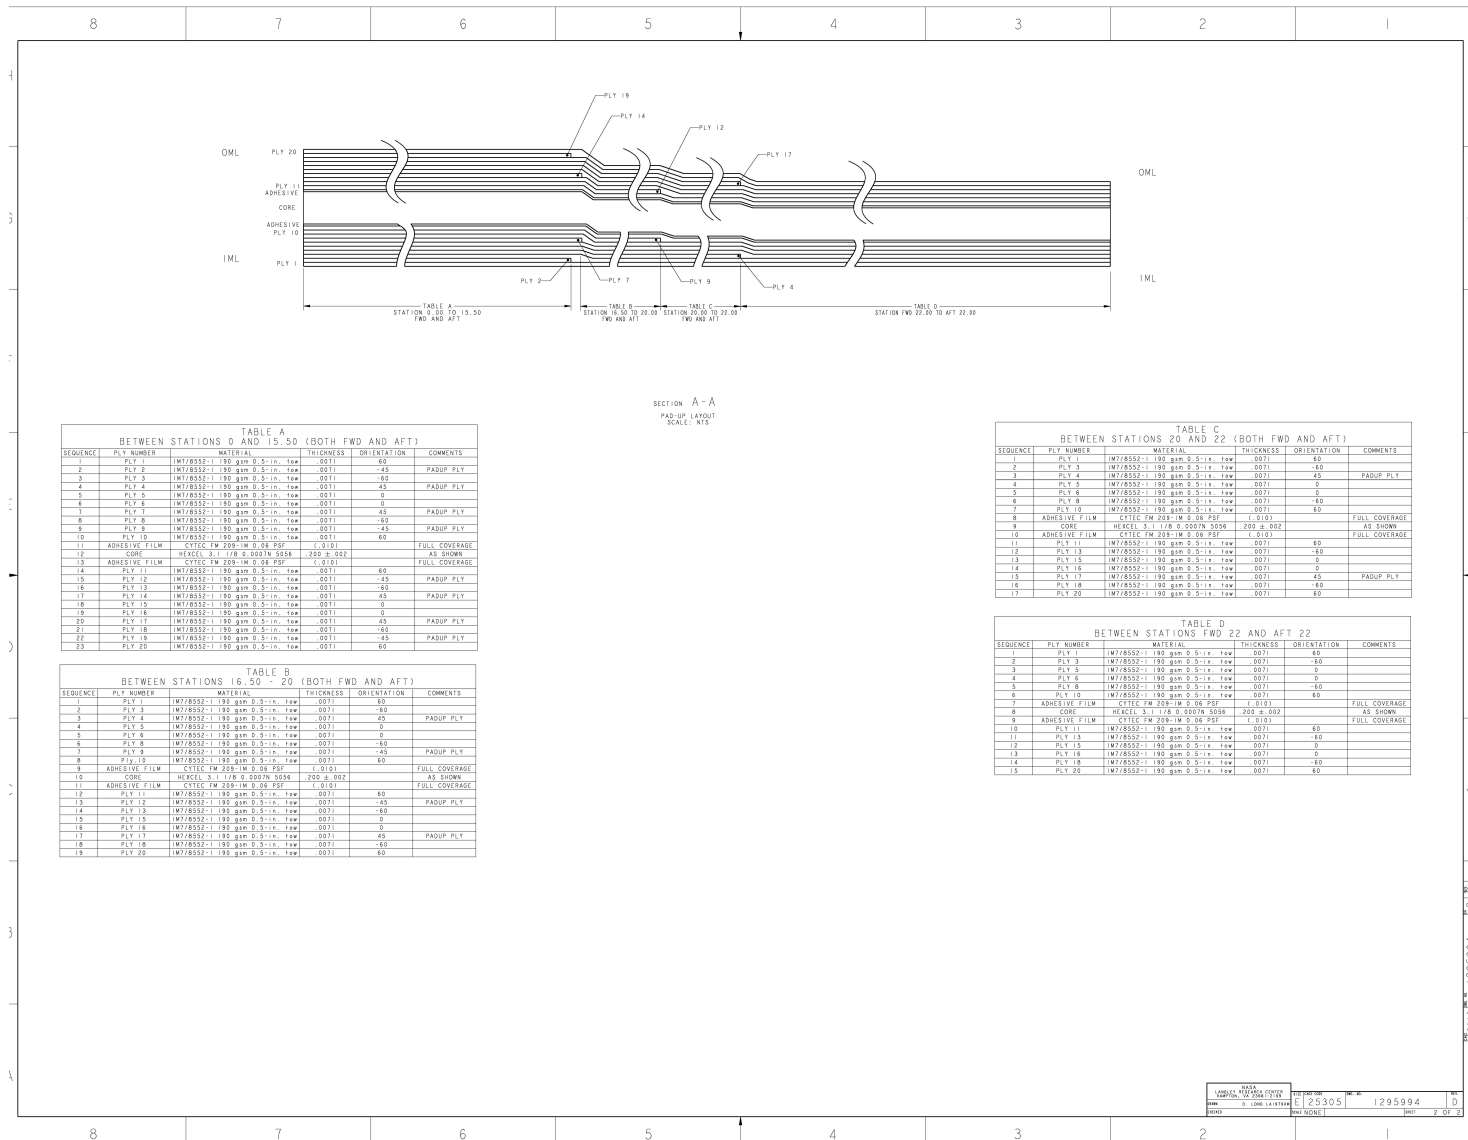 8 7 6 5 4 3 2 1
PLY 19
PLY 14
PLY 12
PLY 17
OML PLY 20
OML
PLY 11
ADHESIVE
CORE
ADHESIVE
PLY 10
IML PLY 1
IML
PLY 2 PLY 7 PLY 9 PLY 4
TABLE A
STATION 0.00 TO 15.50
FWD AND AFT
TABLE B
STATION 16.50 TO 20.00
FWD AND AFT
TABLE C
STATION 20.00 TO 22.00
FWD AND AFT
TABLE D
STATION FWD 22.00 TO AFT 22.00
SECTION A-A
PAD-UP LAYOUT
SCALE: NTS
TABLE A
BETWEEN STATIONS 0 AND 15.50 (BOTH FWD AND AFT)
SEQUENCE PLY NUMBER MATERIAL THICKNESS ORIENTATION COMMENTS
1 PLY 1 IM7/8552-1 190 gsm 0.5-in. tow .0071 60
2 PLY 2 IM7/8552-1 190 gsm 0.5-in. tow .0071 -45 PADUP PLY
3 PLY 3 IM7/8552-1 190 gsm 0.5-in. tow .0071 -60
4 PLY 4 IM7/8552-1 190 gsm 0.5-in. tow .0071 45 PADUP PLY
5 PLY 5 IM7/8552-1 190 gsm 0.5-in. tow .0071 0
6 PLY 6 IM7/8552-1 190 gsm 0.5-in. tow .0071 0
7 PLY 7 IM7/8552-1 190 gsm 0.5-in. tow .0071 45 PADUP PLY
8 PLY 8 IM7/8552-1 190 gsm 0.5-in. tow .0071 -60
9 PLY 9 IM7/8552-1 190 gsm 0.5-in. tow .0071 -45 PADUP PLY
10 PLY 10 IM7/8552-1 190 gsm 0.5-in. tow .0071 60
11 ADHESIVE FILM CYTEC FM 209-1M 0.06 PSF (.010) FULL COVERAGE
12 CORE HEXCEL 3.1 1/8 0.0007N 5056 .200 ±.002 AS SHOWN
13 ADHESIVE FILM CYTEC FM 209-1M 0.06 PSF (.010) FULL COVERAGE
14 PLY 11 IM7/8552-1 190 gsm 0.5-in. tow .0071 60
15 PLY 12 IM7/8552-1 190 gsm 0.5-in. tow .0071 -45 PADUP PLY
16 PLY 13 IM7/8552-1 190 gsm 0.5-in. tow .0071 -60
17 PLY 14 IM7/8552-1 190 gsm 0.5-in. tow .0071 45 PADUP PLY
18 PLY 15 IM7/8552-1 190 gsm 0.5-in. tow .0071 0
19 PLY 16 IM7/8552-1 190 gsm 0.5-in. tow .0071 0
20 PLY 17 IM7/8552-1 190 gsm 0.5-in. tow .0071 45 PADUP PLY
21 PLY 18 IM7/8552-1 190 gsm 0.5-in. tow .0071 -60
22 PLY 19 IM7/8552-1 190 gsm 0.5-in. tow .0071 -45 PADUP PLY
23 PLY 20 IM7/8552-1 190 gsm 0.5-in. tow .0071 60
TABLE B
BETWEEN STATIONS 16.50 - 20 (BOTH FWD AND AFT)
SEQUENCE PLY NUMBER MATERIAL THICKNESS ORIENTATION COMMENTS
1 PLY 1 IM7/8552-1 190 gsm 0.5-in. tow .0071 60
2 PLY 3 IM7/8552-1 190 gsm 0.5-in. tow .0071 -60
3 PLY 4 IM7/8552-1 190 gsm 0.5-in. tow .0071 45 PADUP PLY
4 PLY 5 IM7/8552-1 190 gsm 0.5-in. tow .0071 0
5 PLY 6 IM7/8552-1 190 gsm 0.5-in. tow .0071 0
6 PLY 8 IM7/8552-1 190 gsm 0.5-in. tow .0071 -60
7 PLY 9 IM7/8552-1 190 gsm 0.5-in. tow .0071 -45 PADUP PLY
8 Ply.10 IM7/8552-1 190 gsm 0.5-in. tow .0071 60
9 ADHESIVE FILM CYTEC FM 209-1M 0.06 PSF (.010) FULL COVERAGE
10 CORE HEXCEL 3.1 1/8 0.0007N 5056 .200 ±.002 AS SHOWN
11 ADHESIVE FILM CYTEC FM 209-1M 0.06 PSF (.010) FULL COVERAGE
12 PLY 11 IM7/8552-1 190 gsm 0.5-in. tow .0071 60
13 PLY 12 IM7/8552-1 190 gsm 0.5-in. tow .0071 -45 PADUP PLY
14 PLY 13 IM7/8552-1 190 gsm 0.5-in. tow .0071 -60
15 PLY 15 IM7/8552-1 190 gsm 0.5-in. tow .0071 0
16 PLY 16 IM7/8552-1 190 gsm 0.5-in. tow .0071 0
17 PLY 17 IM7/8552-1 190 gsm 0.5-in. tow .0071 45 PADUP PLY
18 PLY 18 IM7/8552-1 190 gsm 0.5-in. tow .0071 -60
19 PLY 20 IM7/8552-1 190 gsm 0.5-in. tow .0071 60
TABLE C
BETWEEN STATIONS 20 AND 22 (BOTH FWD AND AFT)
SEQUENCE PLY NUMBER MATERIAL THICKNESS ORIENTATION COMMENTS
1 PLY 1 IM7/8552-1 190 gsm 0.5-in. tow .0071 60
2 PLY 3 IM7/8552-1 190 gsm 0.5-in. tow .0071 -60
3 PLY 4 IM7/8552-1 190 gsm 0.5-in. tow .0071 45 PADUP PLY
4 PLY 5 IM7/8552-1 190 gsm 0.5-in. tow .0071 0
5 PLY 6 IM7/8552-1 190 gsm 0.5-in. tow .0071 0
6 PLY 8 IM7/8552-1 190 gsm 0.5-in. tow .0071 -60
7 PLY 10 IM7/8552-1 190 gsm 0.5-in. tow .0071 60
8 ADHESIVE FILM CYTEC FM 209-1M 0.06 PSF (.010) FULL COVERAGE
9 CORE HEXCEL 3.1 1/8 0.0007N 5056 .200 ±.002 AS SHOWN
10 ADHESIVE FILM CYTEC FM 209-1M 0.06 PSF (.010) FULL COVERAGE
11 PLY 11 IM7/8552-1 190 gsm 0.5-in. tow .0071 60
12 PLY 13 IM7/8552-1 190 gsm 0.5-in. tow .0071 -60
13 PLY 15 IM7/8552-1 190 gsm 0.5-in. tow .0071 0
14 PLY 16 IM7/8552-1 190 gsm 0.5-in. tow .0071 0
15 PLY 17 IM7/8552-1 190 gsm 0.5-in. tow .0071 45 PADUP PLY
16 PLY 18 IM7/8552-1 190 gsm 0.5-in. tow .0071 -60
17 PLY 20 IM7/8552-1 190 gsm 0.5-in. tow .0071 60
TABLE D
BETWEEN STATIONS FWD 22 AND AFT 22
SEQUENCE PLY NUMBER MATERIAL THICKNESS ORIENTATION COMMENTS
1 PLY 1 IM7/8552-1 190 gsm 0.5-in. tow .0071 60
2 PLY 3 IM7/8552-1 190 gsm 0.5-in. tow .0071 -60
3 PLY 5 IM7/8552-1 190 gsm 0.5-in. tow .0071 0
4 PLY 6 IM7/8552-1 190 gsm 0.5-in. tow .0071 0
5 PLY 8 IM7/8552-1 190 gsm 0.5-in. tow .0071 -60
6 PLY 10 IM7/8552-1 190 gsm 0.5-in. tow .0071 60
7 ADHESIVE FILM CYTEC FM 209-1M 0.06 PSF (.010) FULL COVERAGE
8 CORE HEXCEL 3.1 1/8 0.0007N 5056 .200 ±.002 AS SHOWN
9 ADHESIVE FILM CYTEC FM 209-1M 0.06 PSF (.010) FULL COVERAGE
10 PLY 11 IM7/8552-1 190 gsm 0.5-in. tow .0071 60
11 PLY 13 IM7/8552-1 190 gsm 0.5-in. tow .0071 -60
12 PLY 15 IM7/8552-1 190 gsm 0.5-in. tow .0071 0
13 PLY 16 IM7/8552-1 190 gsm 0.5-in. tow .0071 0
14 PLY 18 IM7/8552-1 190 gsm 0.5-in. tow .0071 -60
15 PLY 20 IM7/8552-1 190 gsm 0.5-in. tow .0071 60
NASA
LANGLEY RESEARCH CENTER
HAMPTON, VA 23681-2199
DRAWN D. LONG
CHECKED
SIZE E CAGE CODE 25305 DWG. NO. 1295994 REV. D
SCALE NONE SHEET 2 OF 2
8 7 6 5 4 3 2 1